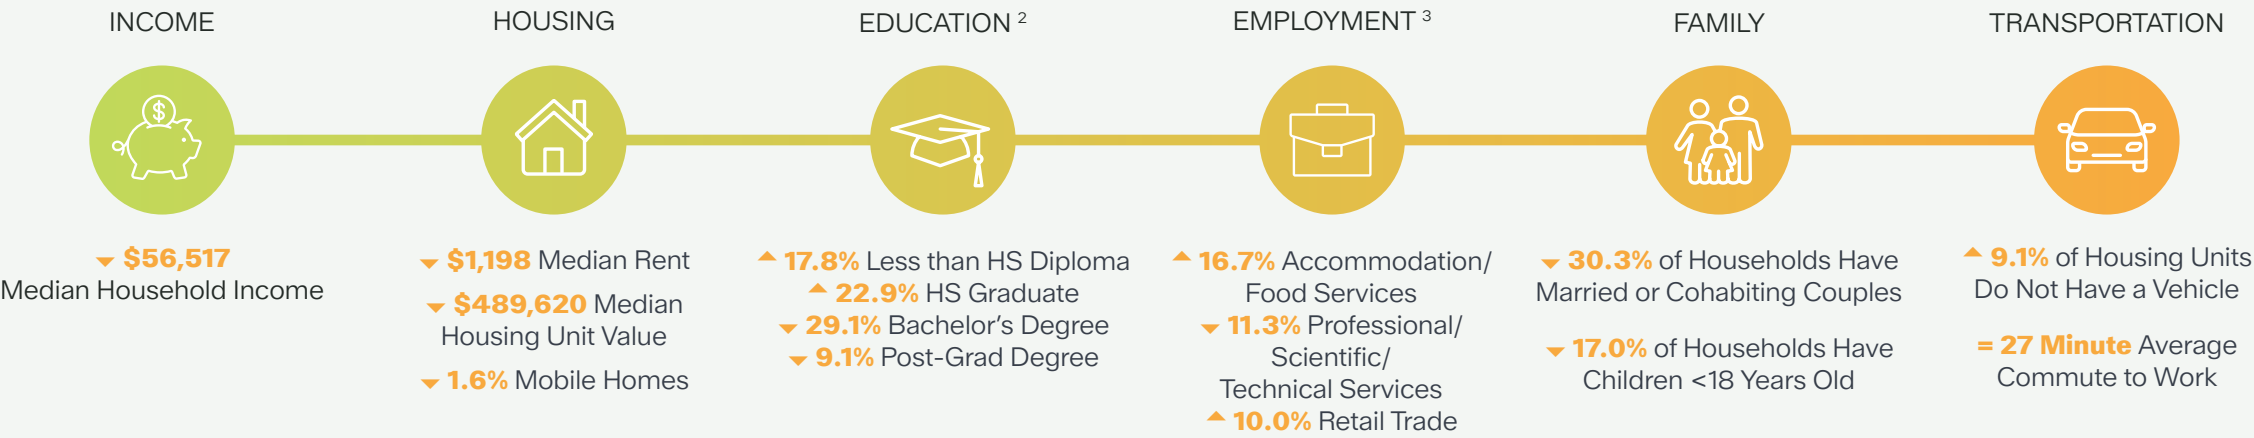 INCOME
$
▼ $56,517
Median Household Income
HOUSING
▼ $1,198 Median Rent
▼ $489,620 Median
Housing Unit Value
▼ 1.6% Mobile Homes
EDUCATION 2
▲ 17.8% Less than HS Diploma
▲ 22.9% HS Graduate
▼ 29.1% Bachelor's Degree
▼ 9.1% Post-Grad Degree
EMPLOYMENT 3
▲ 16.7% Accommodation/
Food Services
▼ 11.3% Professional/
Scientific/
Technical Services
▲ 10.0% Retail Trade
FAMILY
▼ 30.3% of Households Have
Married or Cohabiting Couples
▼ 17.0% of Households Have
Children <18 Years Old
TRANSPORTATION
▲ 9.1% of Housing Units
Do Not Have a Vehicle
= 27 Minute Average
Commute to Work